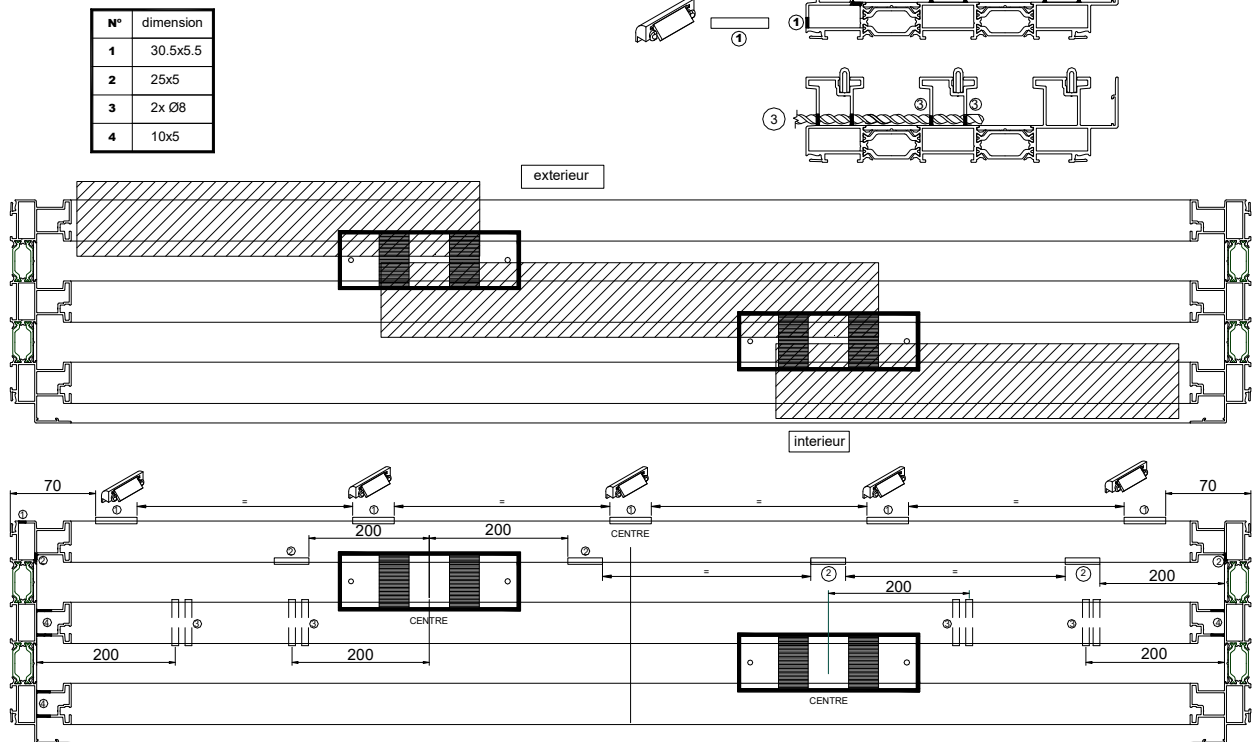 N° dimension
1 30.5x5.5
2 25x5
3 2x Ø8
4 10x5
1 1
3 3 3
exterieur
interieur
70 = = = = 70
1 1 1 1 1 1
200 200 CENTRE
2 2 2 2 2 2
= = 200
200
4 3 3 3 3 4
CENTRE
200 200 200
4
CENTRE